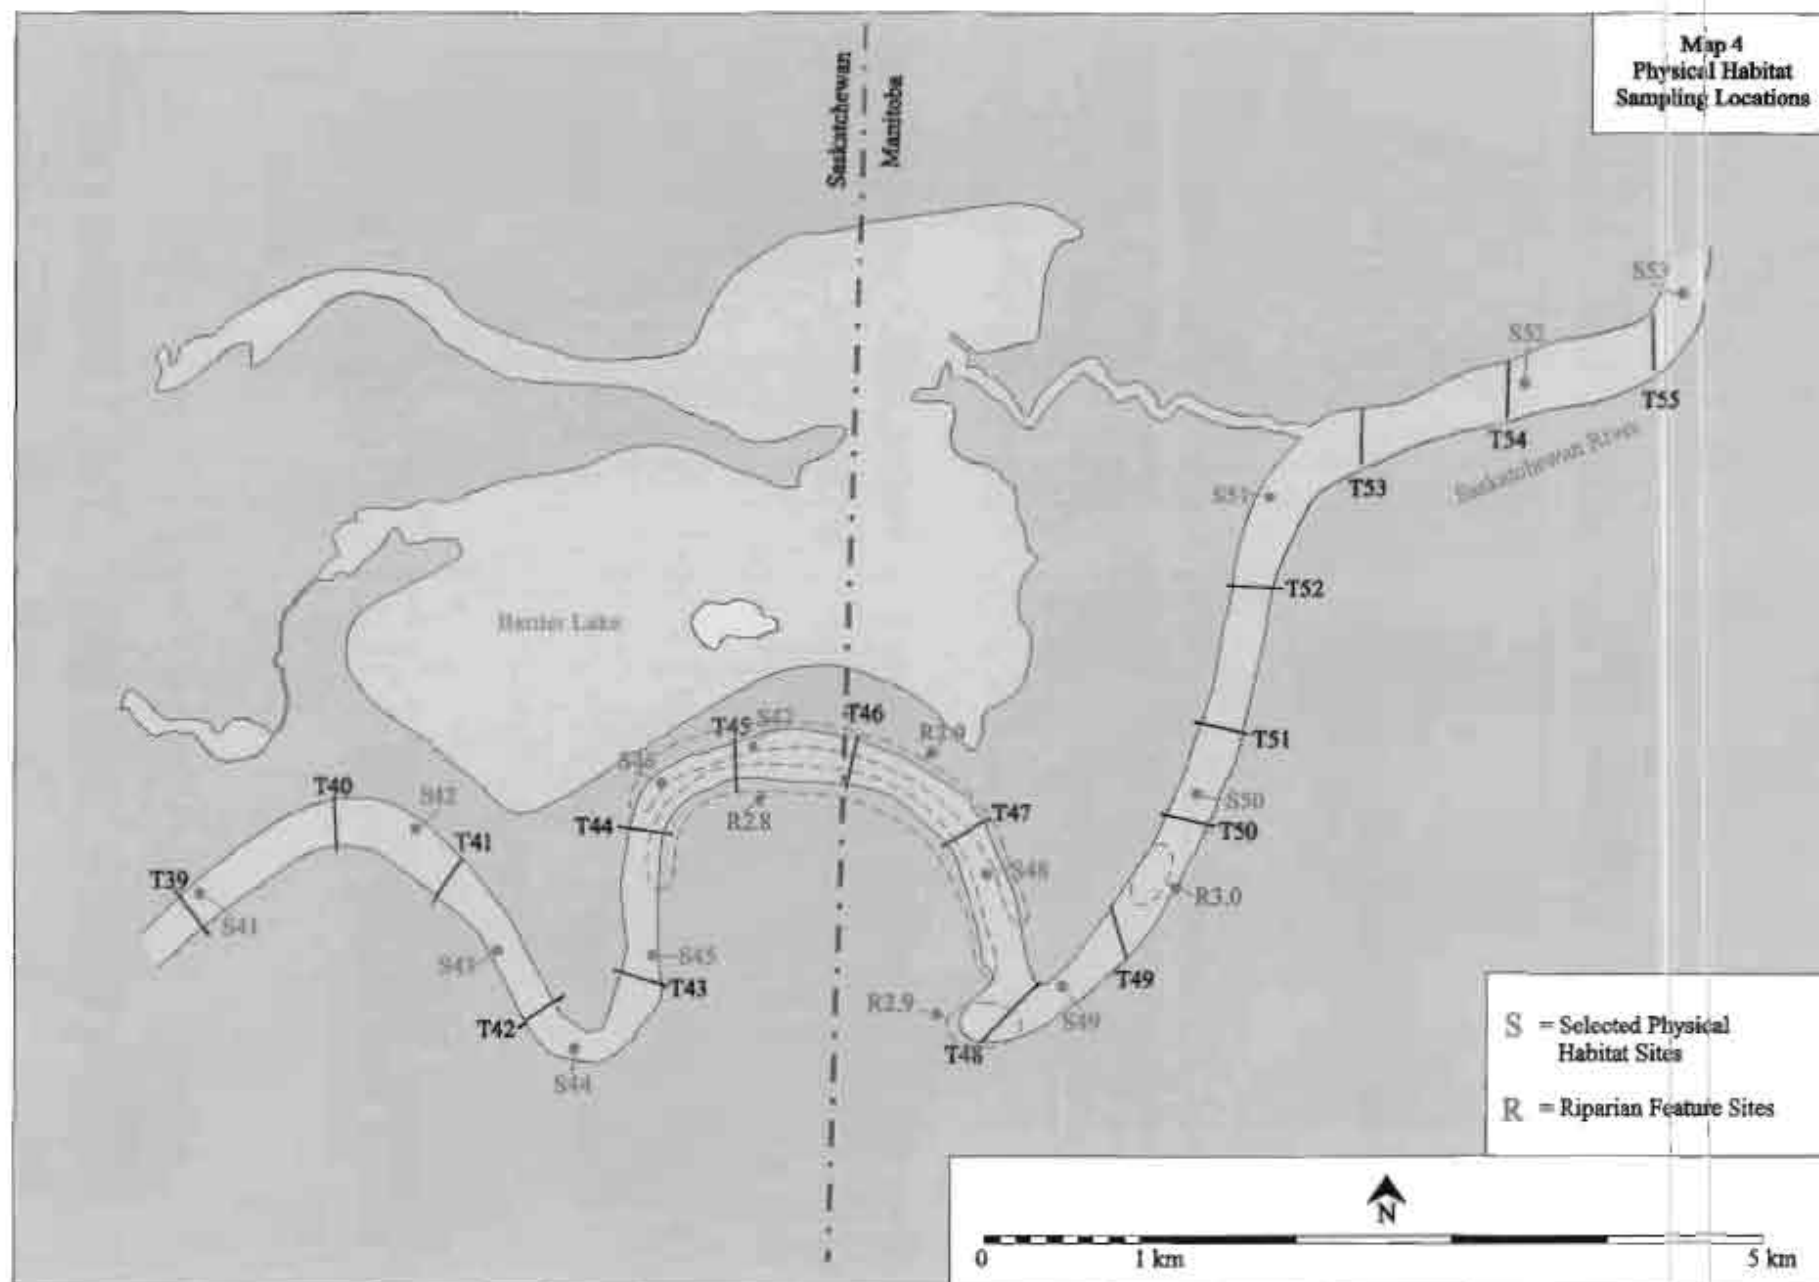 Map 4
Physical Habitat
Sampling Locations
Saskatchewan
Manitoba
S53
S52
T55
T54
Saskatchewan River
T53
S51
T52
Lake
T51
T46
T45
S47
S46
T40
S42
S50
T50
R2.8
T44
T47
T41
T39
S48
R3.0
S41
S43
S45
T43
T49
R2.9
S49
T42
T48
S44
S = Selected Physical
Habitat Sites
R = Riparian Feature Sites
N
0 1 km 5 km